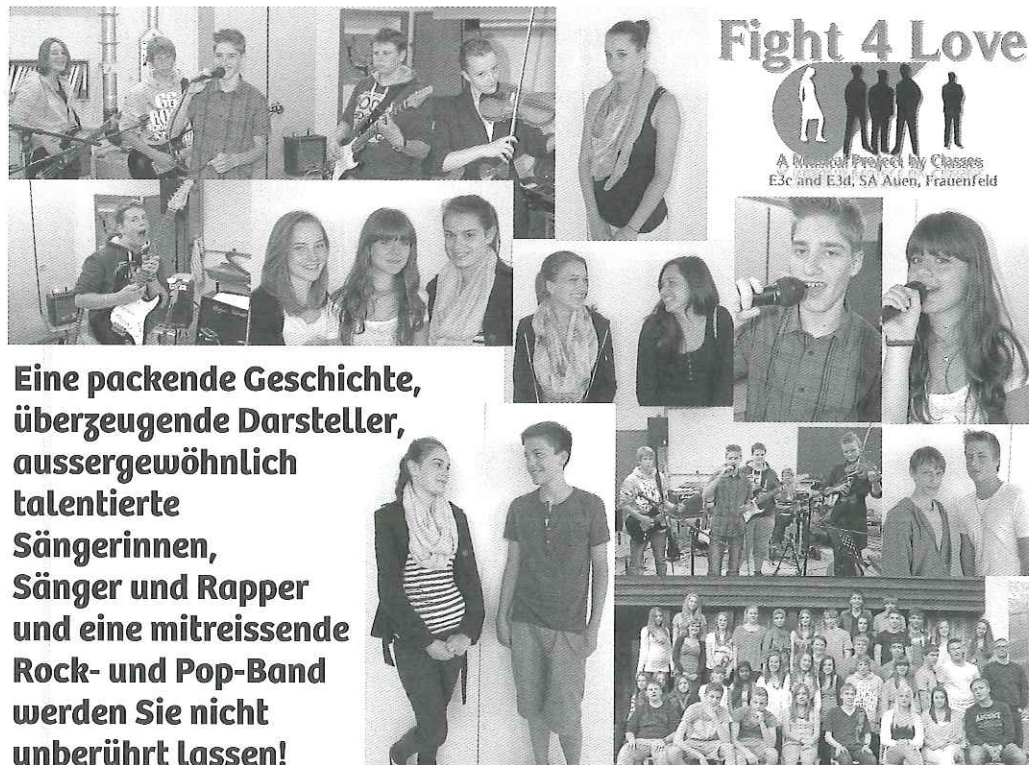 Fight 4 Love
A Musical Project by Classes
E3c and E3d, SA Auen, Frauenfeld
Eine packende Geschichte,
überzeugende Darsteller,
aussergewöhnlich
talentierte
Sängerinnen,
Sänger und Rapper
und eine mitreissende
Rock- und Pop-Band
werden Sie nicht
unberührt lassen!